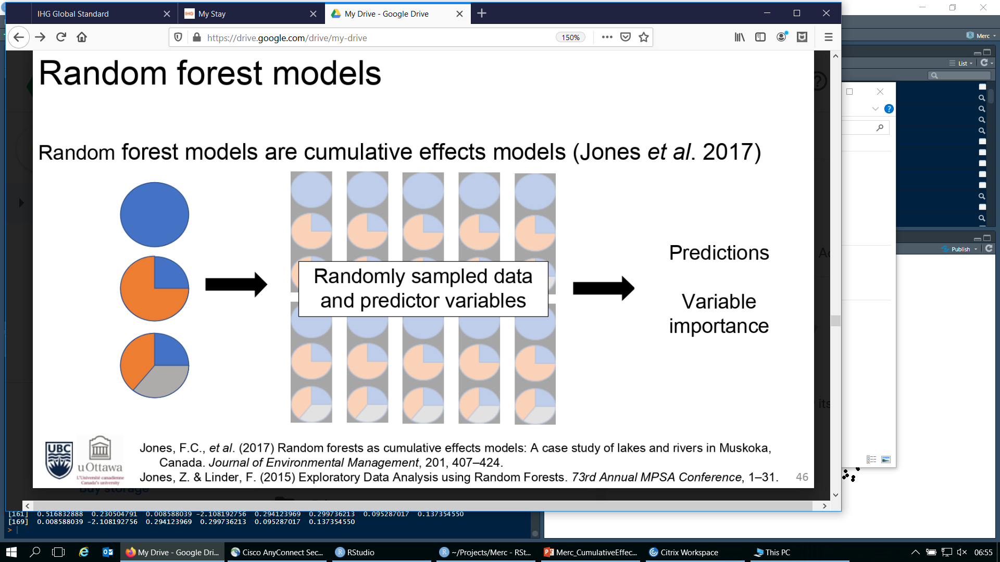 IHG Global Standard
My Stay
My Drive - Google Drive
https://drive.google.com/drive/my-drive
150%
Merc
List
Random forest models
Random forest models are cumulative effects models (Jones et al. 2017)
Randomly sampled data
and predictor variables
Predictions
Variable
importance
Publish
UBC
uOttawa
L'Université canadienne
Canada's university
Jones, F.C., et al. (2017) Random forests as cumulative effects models: A case study of lakes and rivers in Muskoka,
Canada. Journal of Environmental Management, 201, 407–424.
Jones, Z. & Linder, F. (2015) Exploratory Data Analysis using Random Forests. 73rd Annual MPSA Conference, 1–31.
46
Buy storage
its
[161] 0.516832888 0.230504791 0.008588039 -2.108192756 0.294123969 0.299736213 0.095287017 0.137354550
[169] 0.008588039 -2.108192756 0.294123969 0.299736213 0.095287017 0.137354550
>
My Drive - Google Dri...
Cisco AnyConnect Sec...
RStudio
~/Projects/Merc - RSt...
Merc_CumulativeEffec...
Citrix Workspace
This PC
06:55